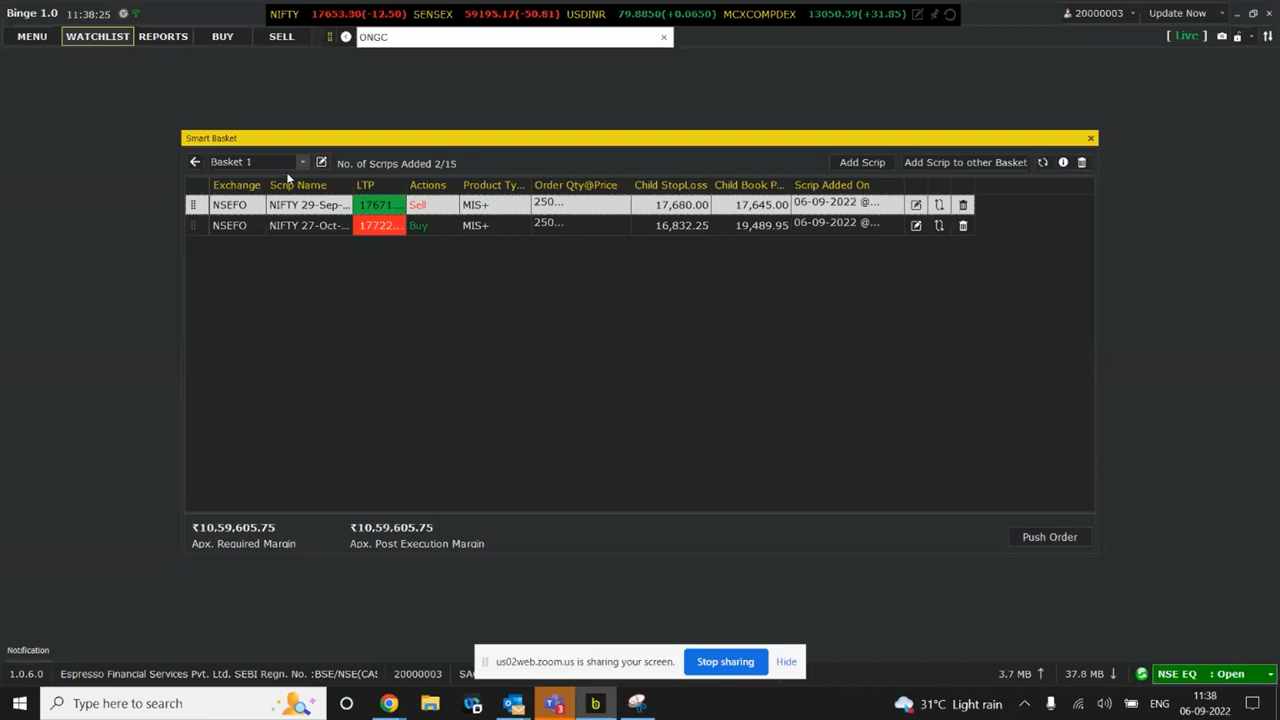 Binge 1.0 11:38:25 NIFTY 17653.30(-12.50) SENSEX 59195.17(-50.81) USDINR 79.8850(+0.0650) MCXCOMPDEX 13050.39(+31.85) 20000003 Update Now
MENU WATCHLIST REPORTS BUY SELL ONGC [ Live ]
Smart Basket
Basket 1 No. of Scrips Added 2/15 Add Scrip Add Scrip to other Basket
Exchange Scrip Name LTP Actions Product Ty... Order Qty@Price Child StopLoss Child Book P... Scrip Added On
NSEFO NIFTY 29-Sep-... 17671.... Sell MIS+ 250... 17,680.00 17,645.00 06-09-2022 @...
NSEFO NIFTY 27-Oct-... 17722.... Buy MIS+ 250... 16,832.25 19,489.95 06-09-2022 @...
₹10,59,605.75 ₹10,59,605.75
Apx. Required Margin Apx. Post Execution Margin Push Order
Notification
us02web.zoom.us is sharing your screen. Stop sharing Hide
1.0.6.0 Espresso Financial Services Pvt. Ltd. SEBI Regn. No. :BSE/NSE(CAS 20000003 SA 3.7 MB 37.8 MB NSE EQ : Open
Type here to search 31°C Light rain ENG 11:38
06-09-2022